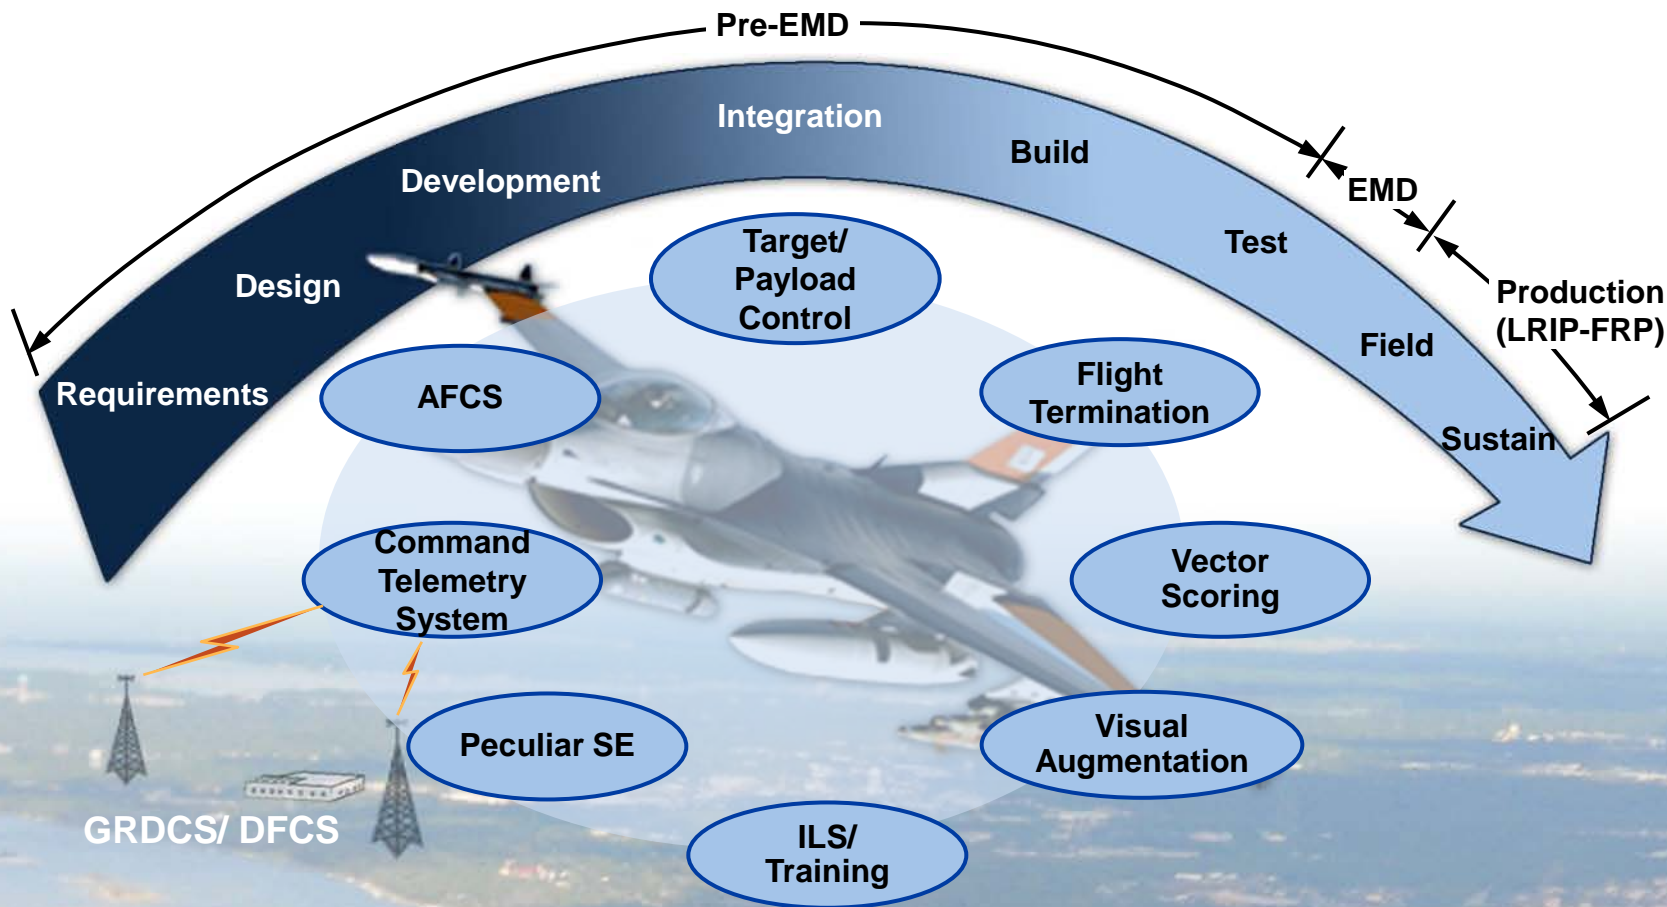 Pre-EMD
Integration
Build
Development
EMD
Test
Design
Production
(LRIP-FRP)
Field
Requirements
Sustain
Target/
Payload
Control
AFCS
Flight
Termination
Command
Telemetry
System
Vector
Scoring
Peculiar SE
Visual
Augmentation
GRDCS/ DFCS
ILS/
Training